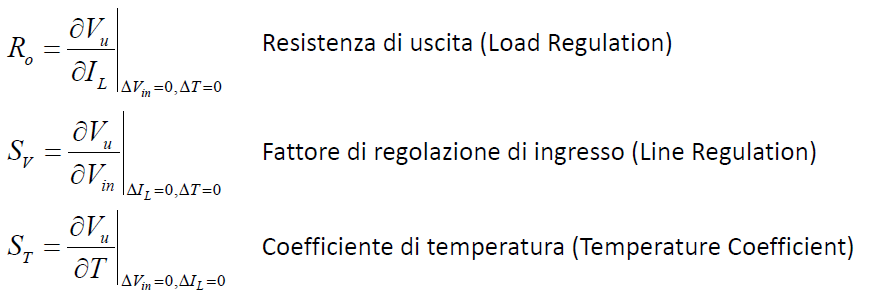 R_o = ∂V_u / ∂I_L |ΔV_in=0,ΔT=0 Resistenza di uscita (Load Regulation)
S_V = ∂V_u / ∂V_in |ΔI_L=0,ΔT=0 Fattore di regolazione di ingresso (Line Regulation)
S_T = ∂V_u / ∂T |ΔV_in=0,ΔI_L=0 Coefficiente di temperatura (Temperature Coefficient)